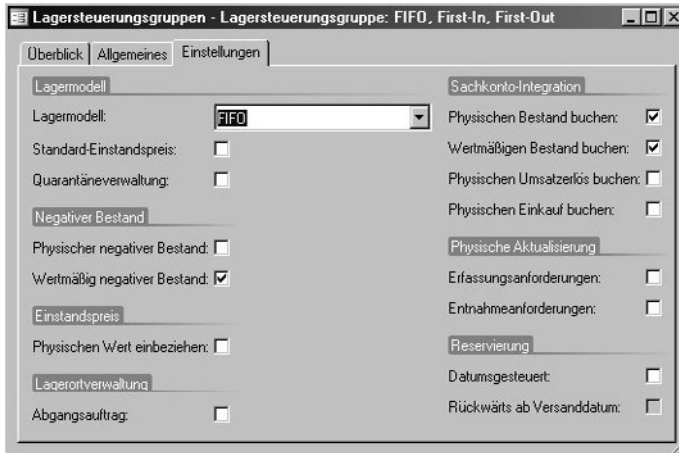 Lagersteuerungsgruppen - Lagersteuerungsgruppe: FIFO, First-In, First-Out
Überblick Allgemeines Einstellungen
Lagermodell
Lagermodell: FIFO
Standard-Einstandspreis:
Quarantäneverwaltung:
Negativer Bestand
Physischer negativer Bestand:
Wertmäßig negativer Bestand:
Einstandspreis
Physischen Wert einbeziehen:
Lagerortverwaltung
Abgangsauftrag:
Sachkonto-Integration
Physischen Bestand buchen:
Wertmäßigen Bestand buchen:
Physischen Umsatzerlös buchen:
Physischen Einkauf buchen:
Physische Aktualisierung
Erfassungsanforderungen:
Entnahmeanforderungen:
Reservierung
Datumsgesteuert:
Rückwärts ab Versanddatum: